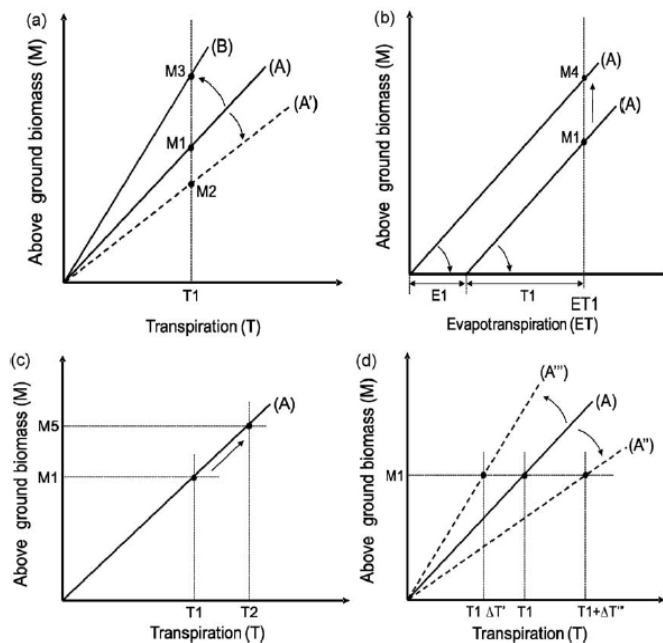 (a)
Above ground biomass (M)
(B)
M3
(A)
(A')
M1
M2
T1
Transpiration (T)
(b)
Above ground biomass (M)
(A)
M4
(A)
M1
E1
T1
ET1
Evapotranspiration (ET)
(c)
Above ground biomass (M)
(A)
M5
M1
T1
T2
Transpiration (T)
(d)
Above ground biomass (M)
(A''')
(A)
(A'')
M1
T1 ΔT'
T1
T1+ΔT'"
Transpiration (T)